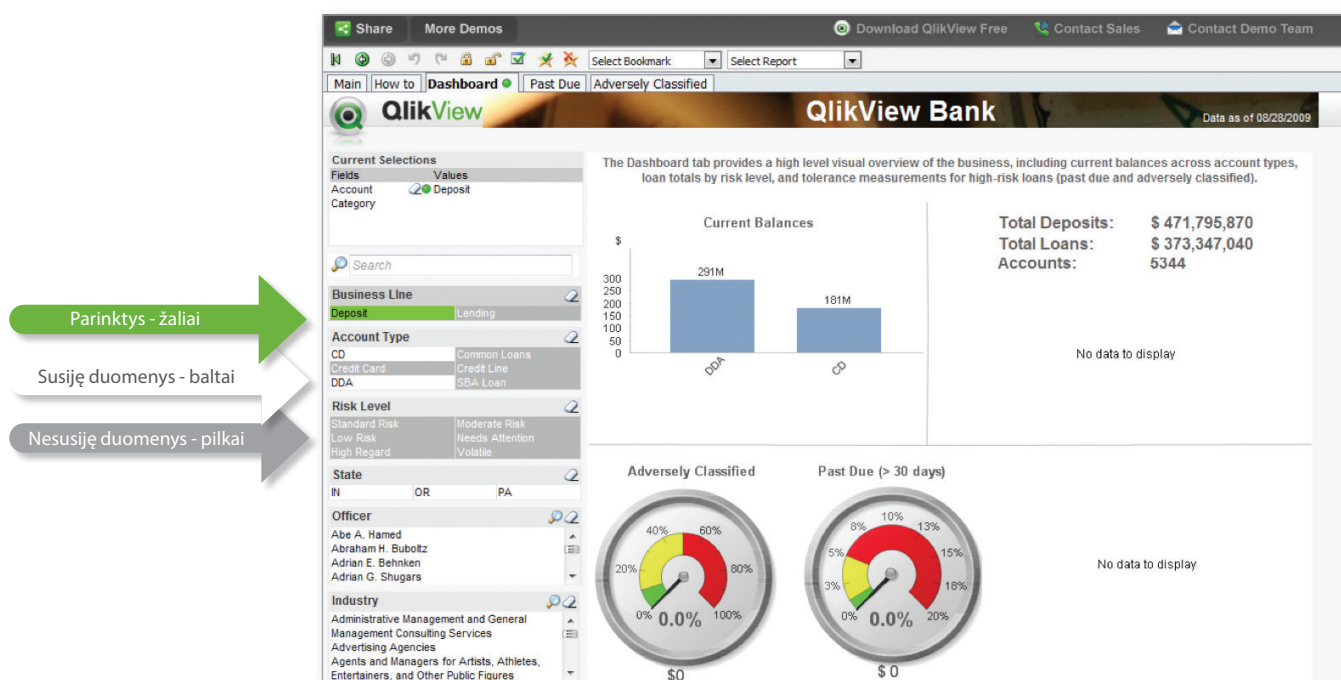 Share More Demos Download QlikView Free Contact Sales Contact Demo Team
Select Bookmark Select Report
Main How to Dashboard Past Due Adversely Classified
QlikView QlikView Bank Data as of 08/28/2009
Current Selections
Fields Values
Account Deposit
Category
The Dashboard tab provides a high level visual overview of the business, including current balances across account types,
loan totals by risk level, and tolerance measurements for high-risk loans (past due and adversely classified).
Search
Business LIne
Deposit Lending
Account Type
CD Common Loans
Credit Card Credit Line
DDA SBA Loan
Risk Level
Standard Risk Moderate Risk
Low Risk Needs Attention
High Regard Volatile
State
IN OR PA
Officer
Abe A. Hamed
Abraham H. Buboltz
Adrian E. Behnken
Adrian G. Shugars
Industry
Administrative Management and General
Management Consulting Services
Advertising Agencies
Agents and Managers for Artists, Athletes,
Entertainers, and Other Public Figures
Parinktys - žaliai
Susiję duomenys - baltai
Nesusiję duomenys - pilkai
Current Balances
$
300
250
200
150
100
50
0
291M
181M
DDA
CD
Total Deposits: $ 471,795,870
Total Loans: $ 373,347,040
Accounts: 5344
No data to display
Adversely Classified
0% 20% 40% 60% 80% 100%
0.0%
$0
Past Due (> 30 days)
0% 3% 5% 8% 10% 13% 15% 18% 20%
0.0%
$ 0
No data to display